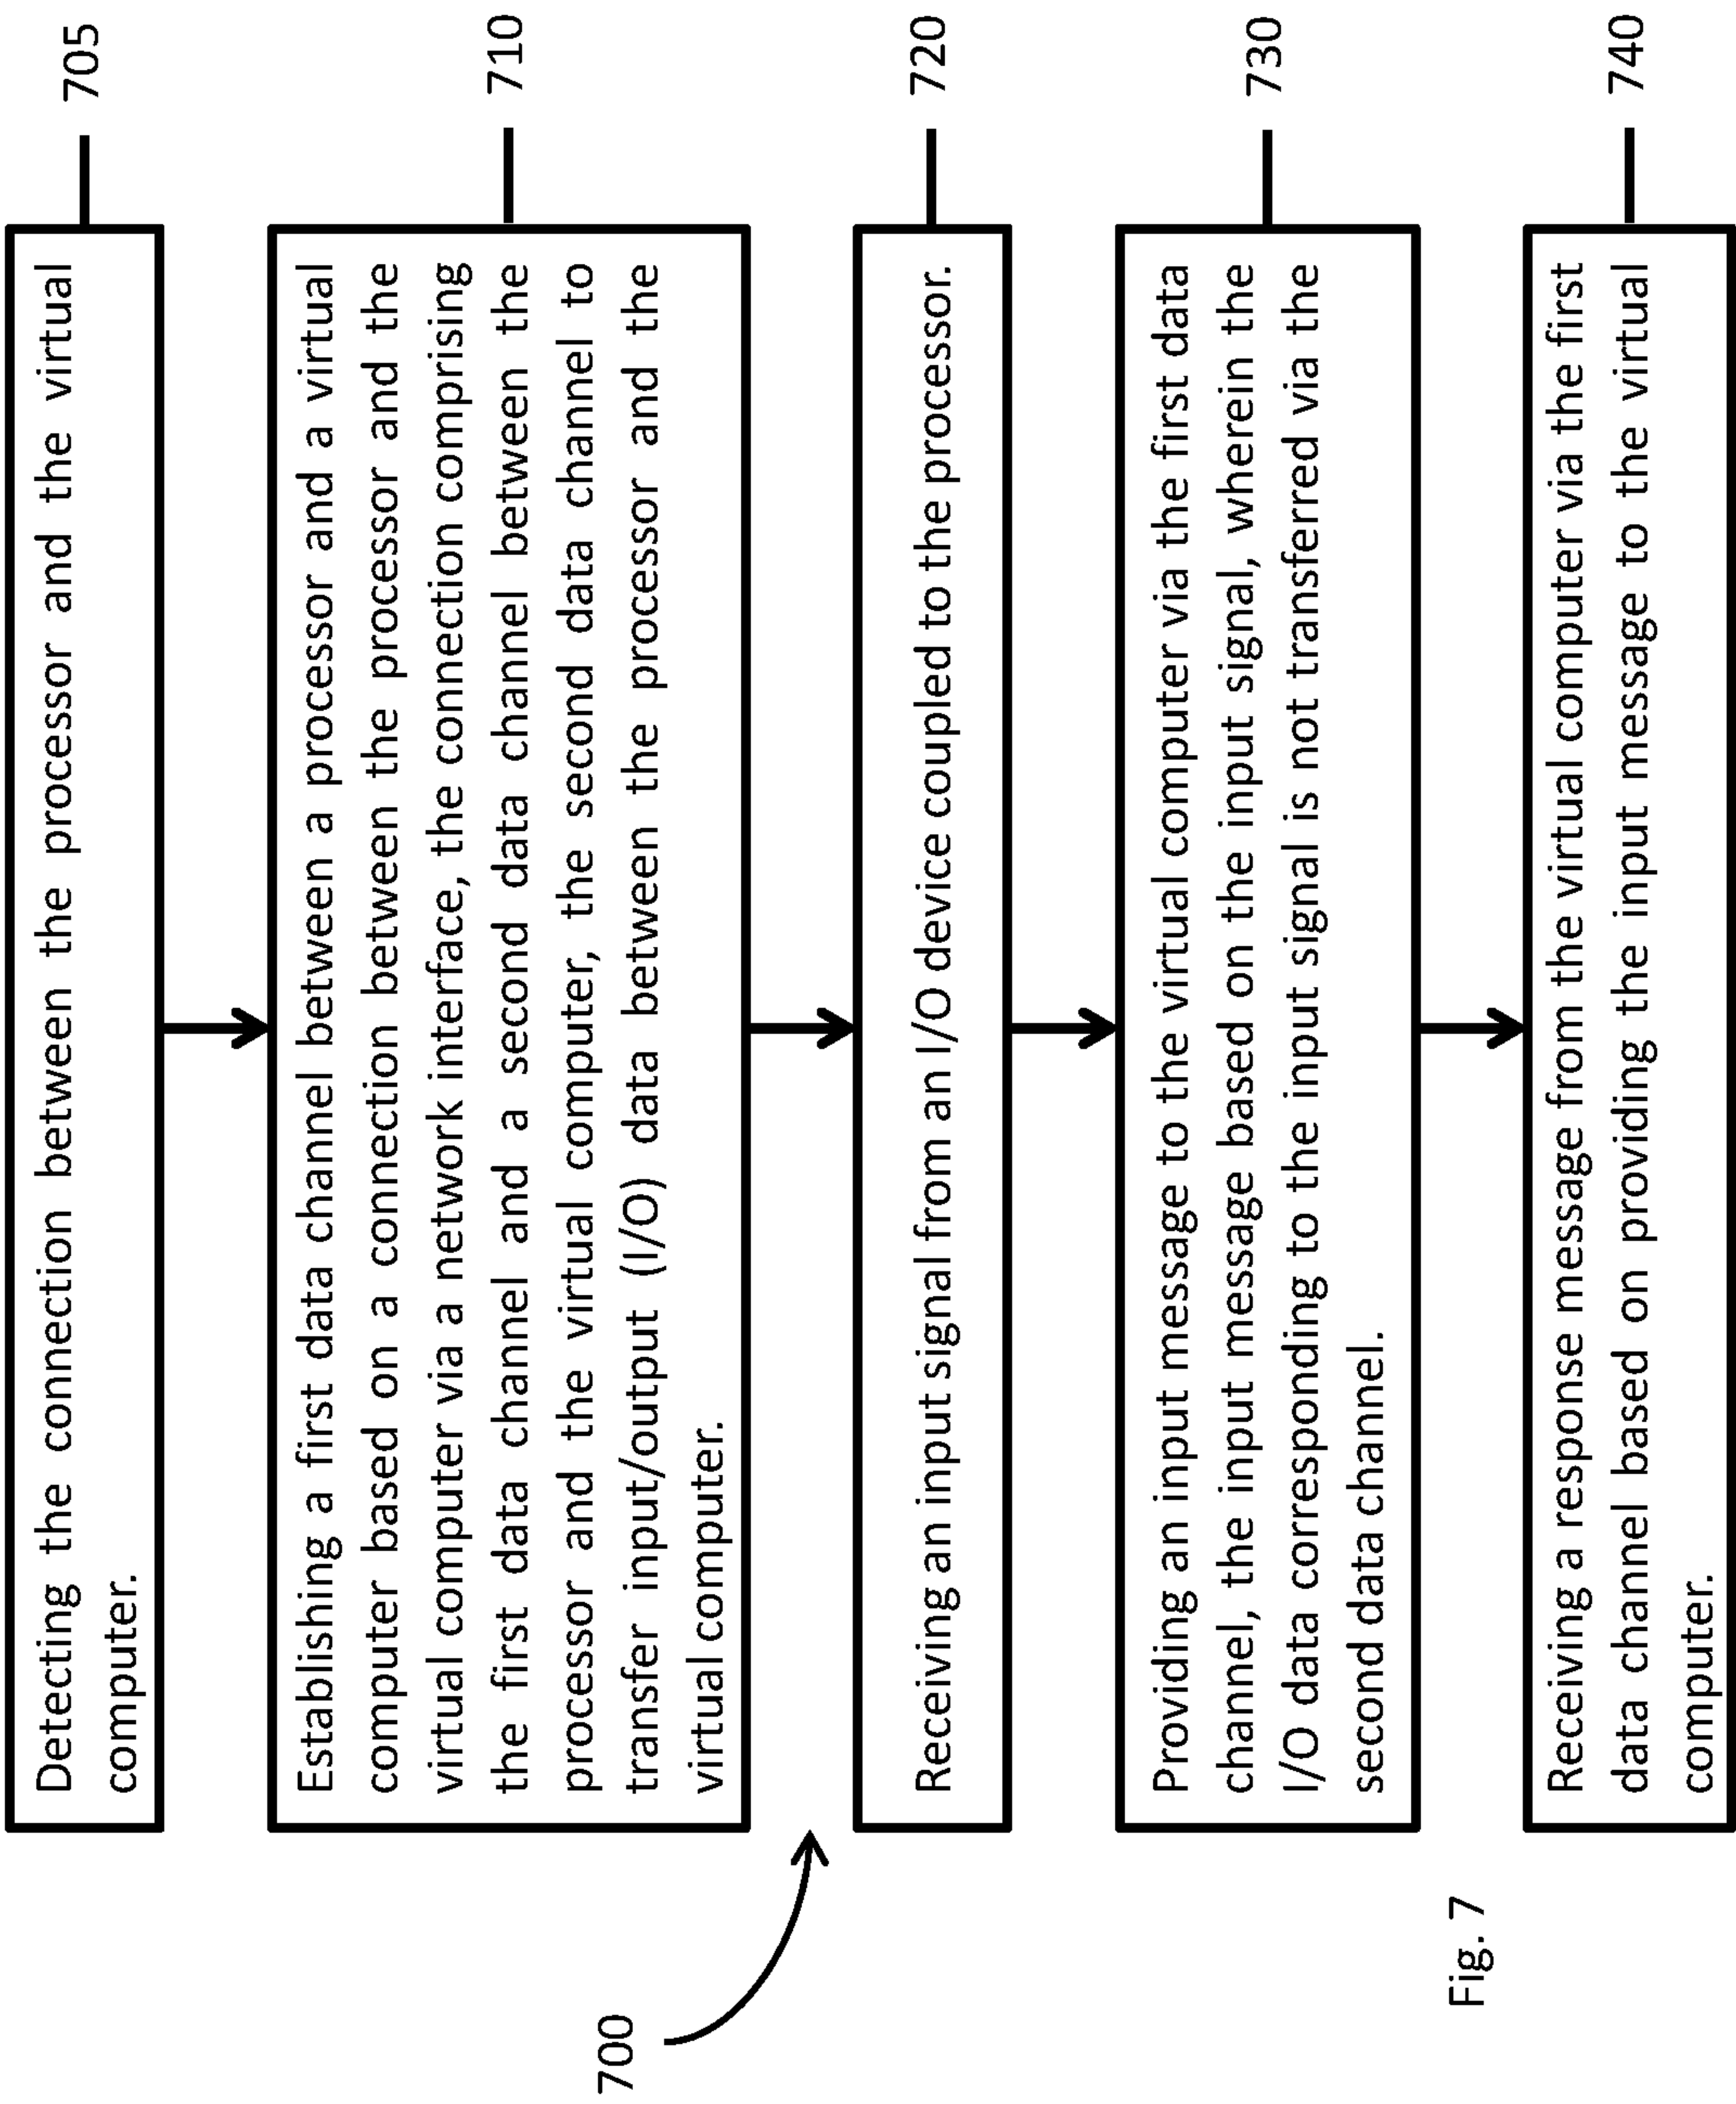 Detecting the connection between the processor and the virtual
computer.
705
Establishing a first data channel between a processor and a virtual
computer based on a connection between the processor and the
virtual computer via a network interface, the connection comprising
the first data channel and a second data channel between the
processor and the virtual computer, the second data channel to
transfer input/output (I/O) data between the processor and the
virtual computer.
710
700
Receiving an input signal from an I/O device coupled to the processor.
720
Providing an input message to the virtual computer via the first data
channel, the input message based on the input signal, wherein the
I/O data corresponding to the input signal is not transferred via the
second data channel.
730
Receiving a response message from the virtual computer via the first
data channel based on providing the input message to the virtual
computer.
740
Fig. 7